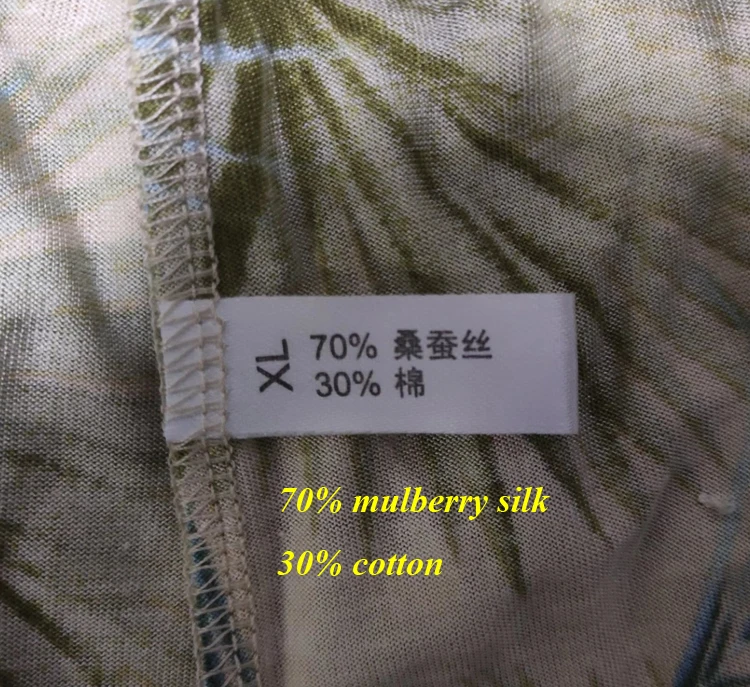 XL
70% 桑蚕丝
30% 棉
70% mulberry silk
30% cotton